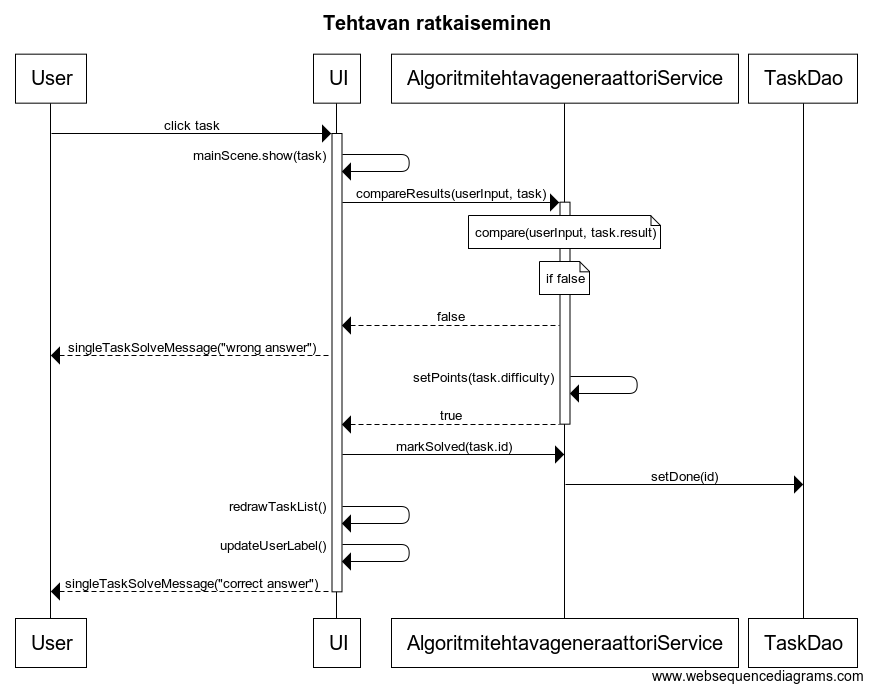 Tehtavan ratkaiseminen
User
UI
AlgoritmitehtavageneraattoriService
TaskDao
click task
mainScene.show(task)
compareResults(userInput, task)
compare(userInput, task.result)
if false
false
singleTaskSolveMessage("wrong answer")
setPoints(task.difficulty)
true
markSolved(task.id)
setDone(id)
redrawTaskList()
updateUserLabel()
singleTaskSolveMessage("correct answer")
User
UI
AlgoritmitehtavageneraattoriService
TaskDao
www.websequencediagrams.com